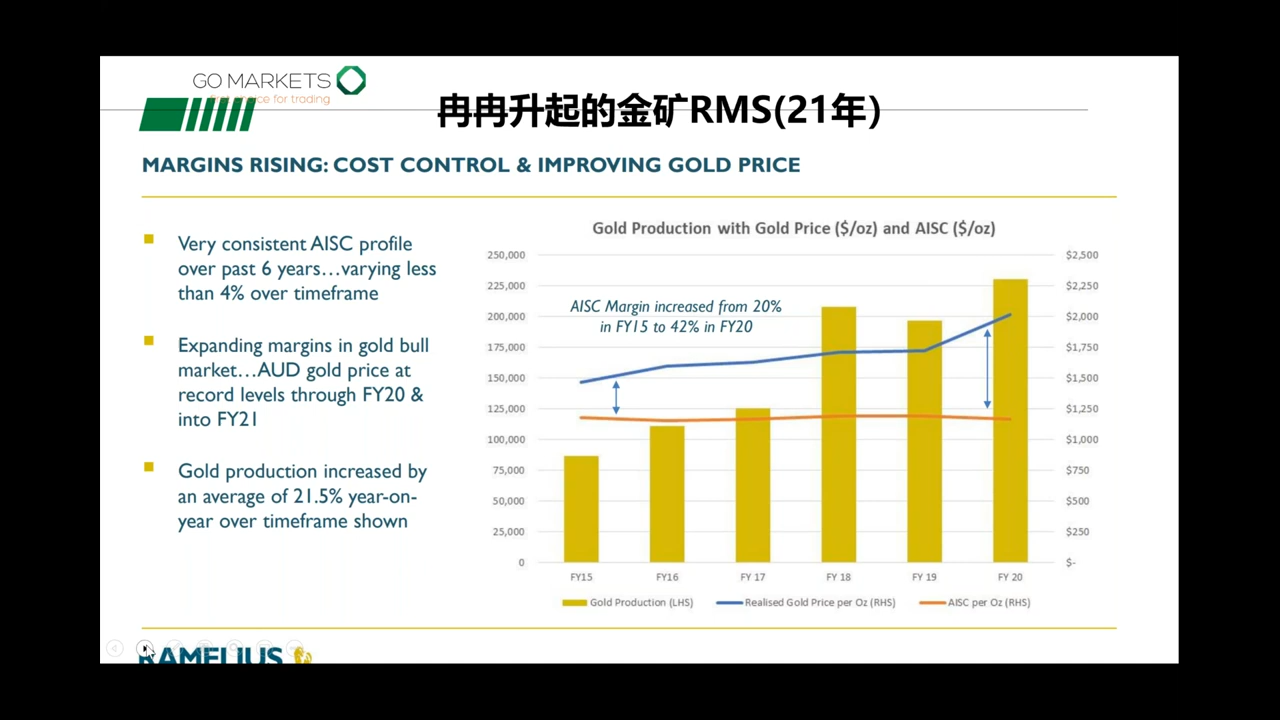 GO MARKETS
First choice for trading
冉冉升起的金矿RMS(21年)
MARGINS RISING: COST CONTROL & IMPROVING GOLD PRICE
Very consistent AISC profile
over past 6 years...varying less
than 4% over timeframe
Expanding margins in gold bull
market...AUD gold price at
record levels through FY20 &
into FY21
Gold production increased by
an average of 21.5% year-on-
year over timeframe shown
Gold Production with Gold Price ($/oz) and AISC ($/oz)
AISC Margin increased from 20%
in FY15 to 42% in FY20
250,000 $2,500
225,000 $2,250
200,000 $2,000
175,000 $1,750
150,000 $1,500
125,000 $1,250
100,000 $1,000
75,000 $750
50,000 $500
25,000 $250
0 $-
FY15 FY16 FY 17 FY 18 FY 19 FY 20
Gold Production (LHS) Realised Gold Price per Oz (RHS) AISC per Oz (RHS)
RAMELIUS